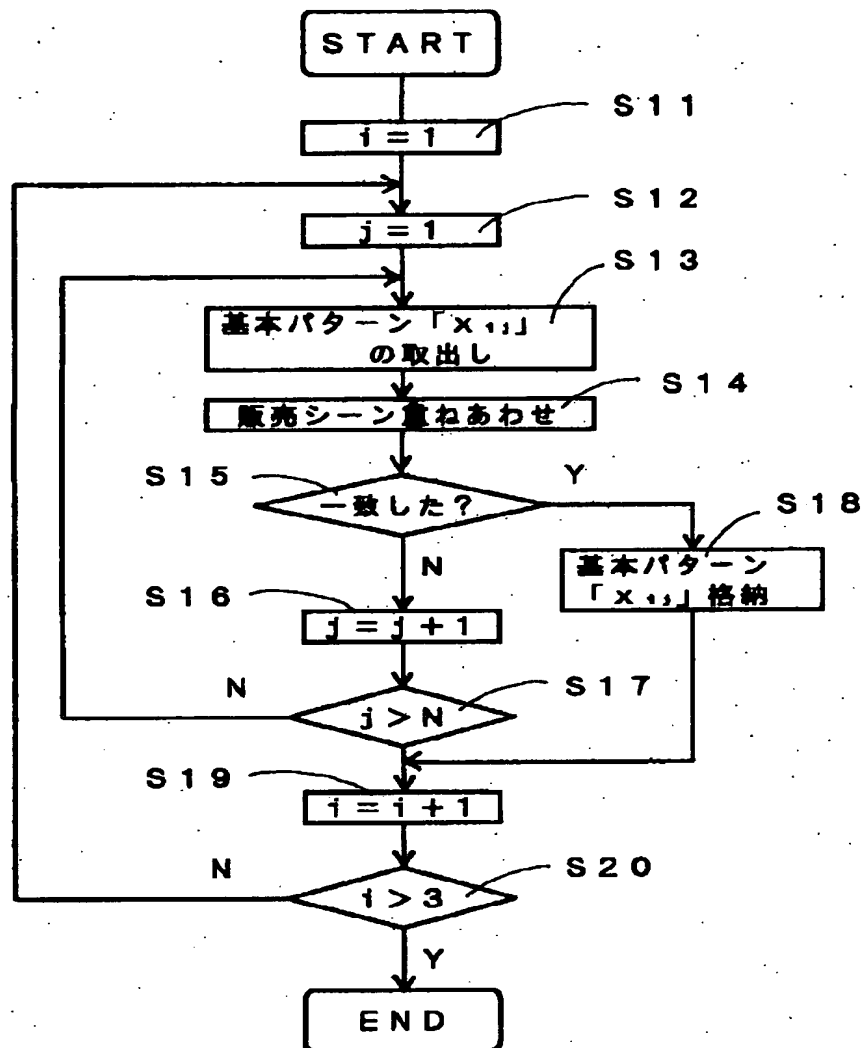 START
S11
i=1
S12
j=1
S13
基本パターン「Xij」
の取出し
S14
販売シーン重ねあわせ
S15
一致した?
Y
S18
基本パターン
「Xij」格納
N
S16
j=j+1
N
S17
j>N
S19
i=i+1
N
S20
i>3
Y
END